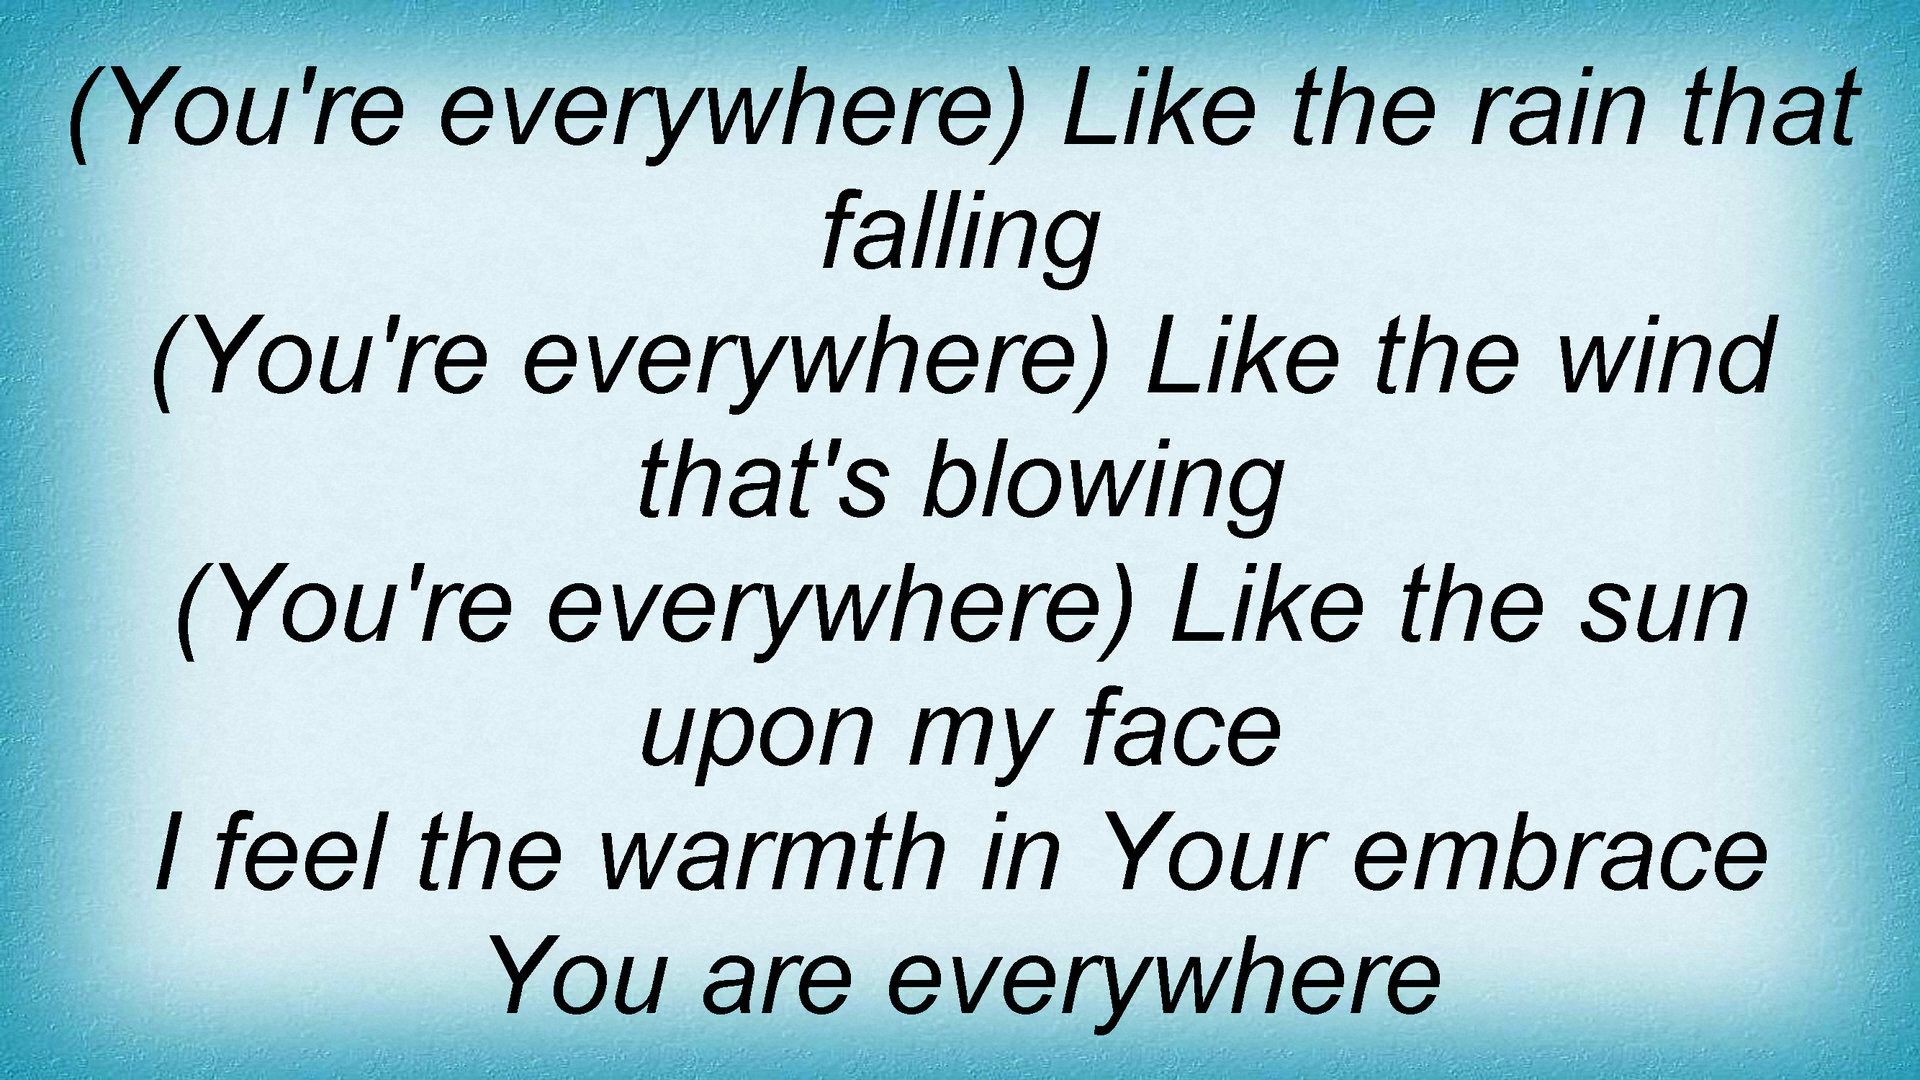 (You're everywhere) Like the rain that
falling
(You're everywhere) Like the wind
that's blowing
(You're everywhere) Like the sun
upon my face
I feel the warmth in Your embrace
You are everywhere